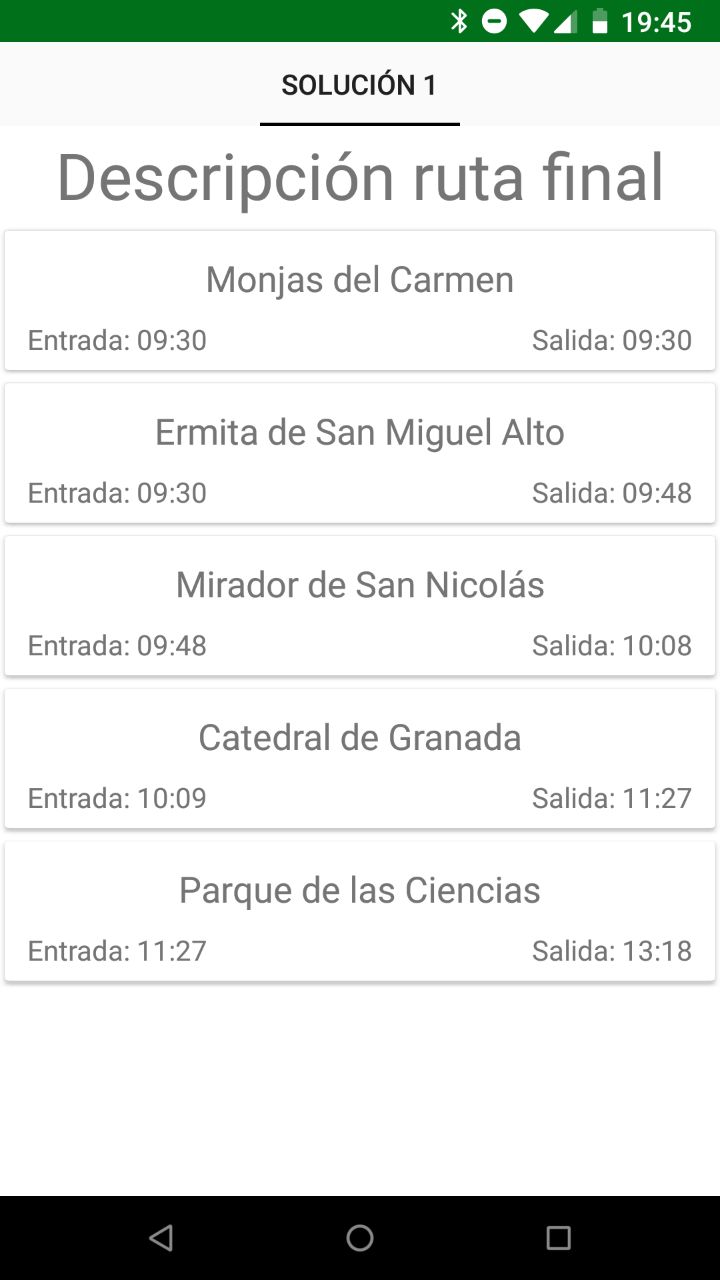 19:45
SOLUCIÓN 1
Descripción ruta final
Monjas del Carmen
Entrada: 09:30 Salida: 09:30
Ermita de San Miguel Alto
Entrada: 09:30 Salida: 09:48
Mirador de San Nicolás
Entrada: 09:48 Salida: 10:08
Catedral de Granada
Entrada: 10:09 Salida: 11:27
Parque de las Ciencias
Entrada: 11:27 Salida: 13:18